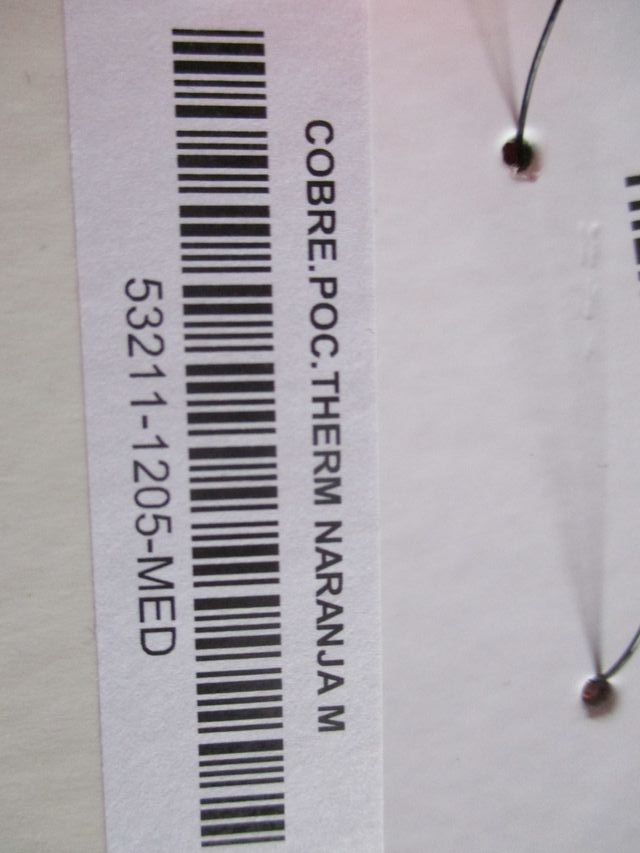 COBRE.POC.THERM NARANJA M
53211-1205-MED